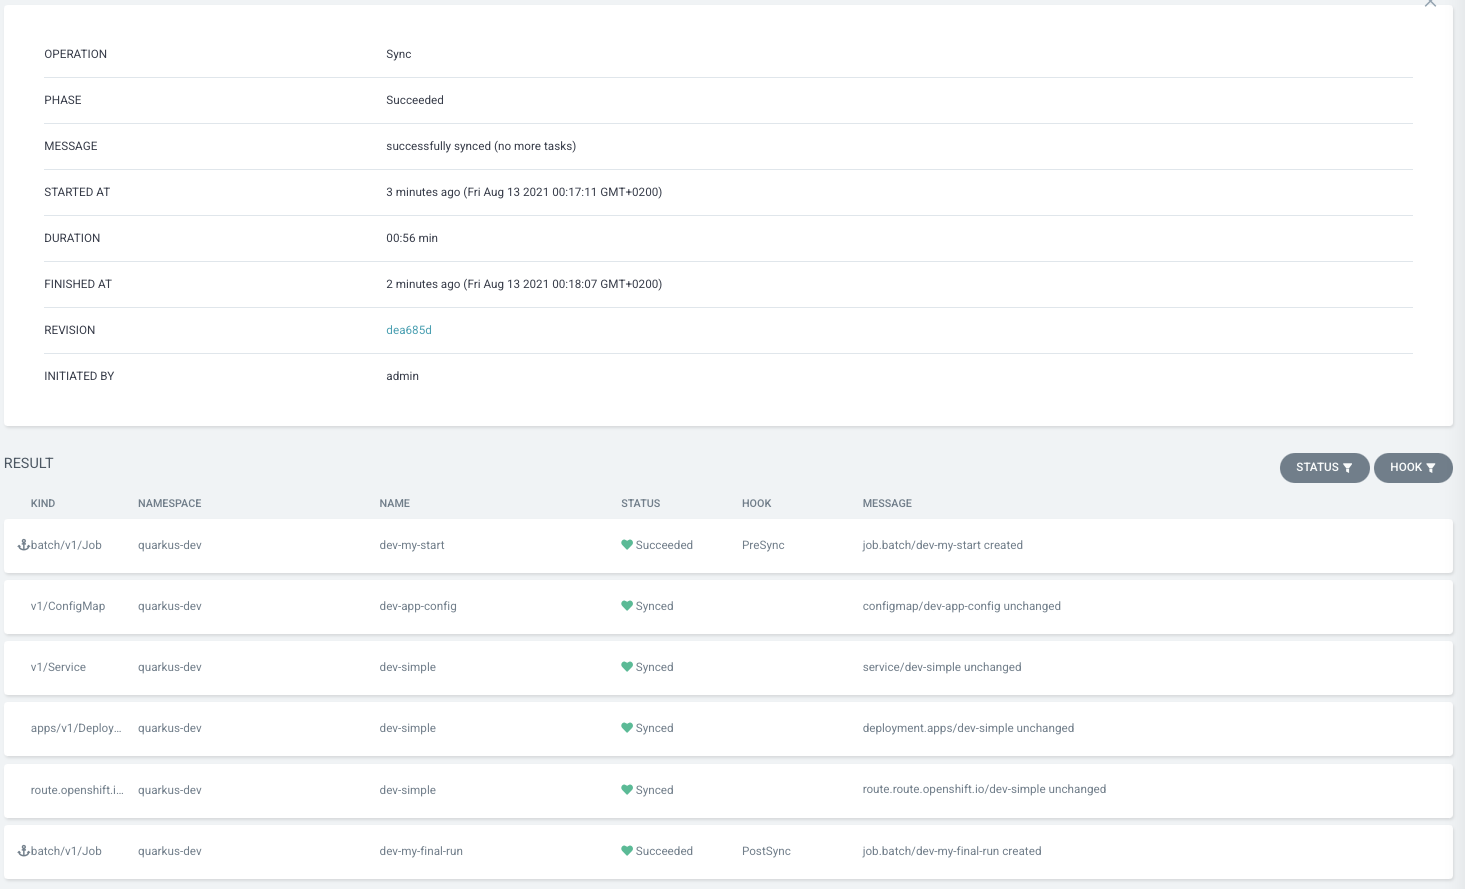 OPERATION Sync
PHASE Succeeded
MESSAGE successfully synced (no more tasks)
STARTED AT 3 minutes ago (Fri Aug 13 2021 00:17:11 GMT+0200)
DURATION 00:56 min
FINISHED AT 2 minutes ago (Fri Aug 13 2021 00:18:07 GMT+0200)
REVISION dea685d
INITIATED BY admin
RESULT STATUS HOOK
KIND NAMESPACE NAME STATUS HOOK MESSAGE
batch/v1/Job quarkus-dev dev-my-start Succeeded PreSync job.batch/dev-my-start created
v1/ConfigMap quarkus-dev dev-app-config Synced configmap/dev-app-config unchanged
v1/Service quarkus-dev dev-simple Synced service/dev-simple unchanged
apps/v1/Deploy... quarkus-dev dev-simple Synced deployment.apps/dev-simple unchanged
route.openshift.i... quarkus-dev dev-simple Synced route.route.openshift.io/dev-simple unchanged
batch/v1/Job quarkus-dev dev-my-final-run Succeeded PostSync job.batch/dev-my-final-run created